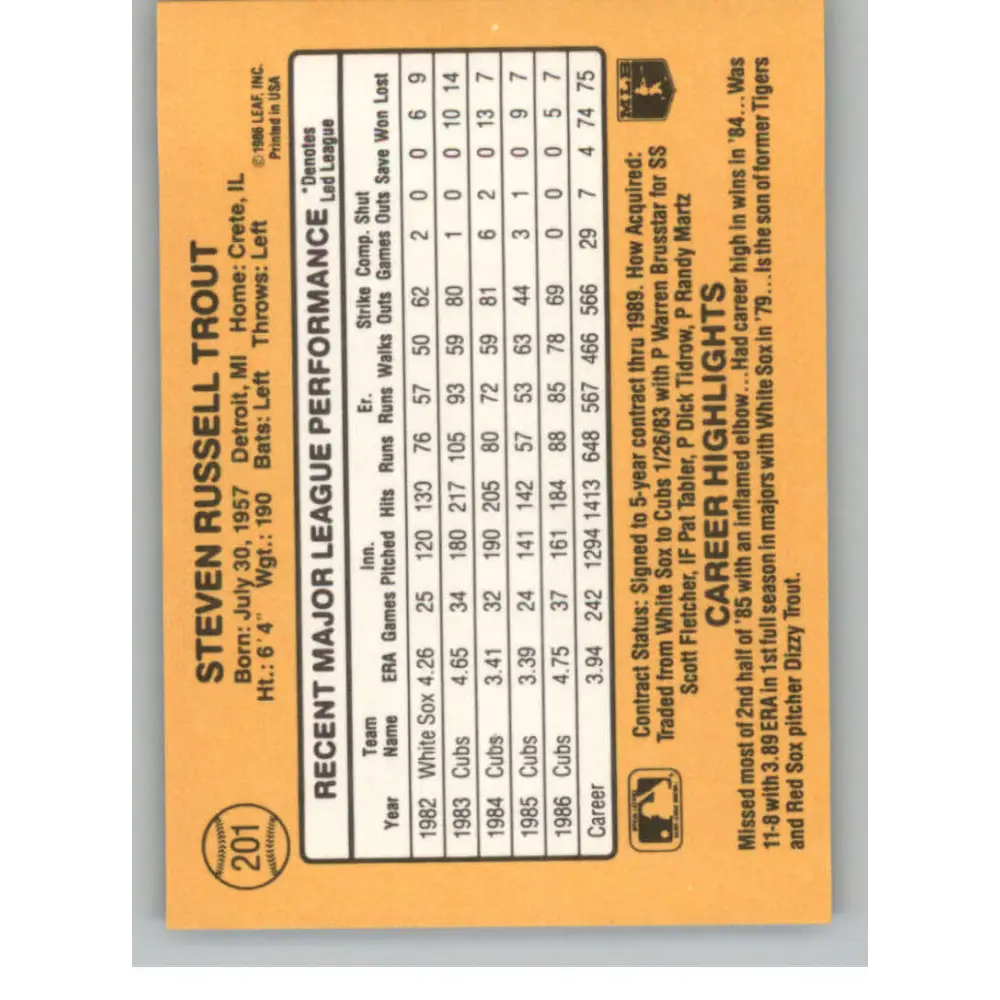 201
STEVEN RUSSELL TROUT
©1986 LEAF, INC.
Printed in USA
Born: July 30, 1957 Detroit, MI Home: Crete, IL
Ht.: 6'4" Wgt.: 190 Bats: Left Throws: Left
RECENT MAJOR LEAGUE PERFORMANCE *Denotes Led League
Year Team Name ERA Games Inn. Pitched Hits Runs Er. Runs Walks Strike Outs Comp. Games Shut Outs Save Won Lost
1982 White Sox 4.26 25 120 130 76 57 50 62 2 0 0 6 9
1983 Cubs 4.65 34 180 217 105 93 59 80 1 0 0 10 14
1984 Cubs 3.41 32 190 205 80 72 59 81 6 2 0 13 7
1985 Cubs 3.39 24 141 142 57 53 63 44 3 1 0 9 7
1986 Cubs 4.75 37 161 184 88 85 78 69 0 0 0 5 7
Career 3.94 242 1294 1413 648 567 466 566 29 7 4 74 75
Contract Status: Signed to 5-year contract thru 1989. How Acquired:
Traded from White Sox to Cubs 1/26/83 with P Warren Brusstar for SS
Scott Fletcher, IF Pat Tabler, P Dick Tidrow, P Randy Martz
MLB
CAREER HIGHLIGHTS
Missed most of 2nd half of '85 with an inflamed elbow...Had career high in wins in '84...Was
11-8 with 3.89 ERA in 1st full season in majors with White Sox in '79...Is the son of former Tigers
and Red Sox pitcher Dizzy Trout.